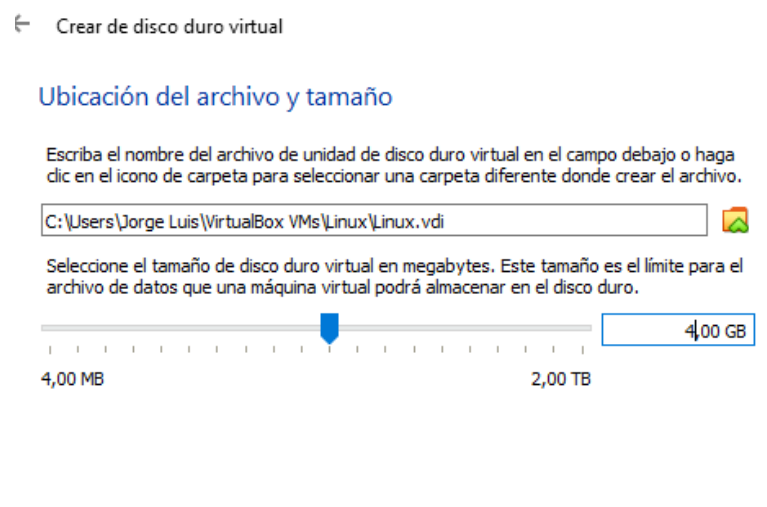 Crear de disco duro virtual
Ubicación del archivo y tamaño
Escriba el nombre del archivo de unidad de disco duro virtual en el campo debajo o haga
clic en el icono de carpeta para seleccionar una carpeta diferente donde crear el archivo.
C:\Users\Jorge Luis\VirtualBox VMs\Linux\Linux.vdi
Seleccione el tamaño de disco duro virtual en megabytes. Este tamaño es el límite para el
archivo de datos que una máquina virtual podrá almacenar en el disco duro.
4,00 GB
4,00 MB 2,00 TB